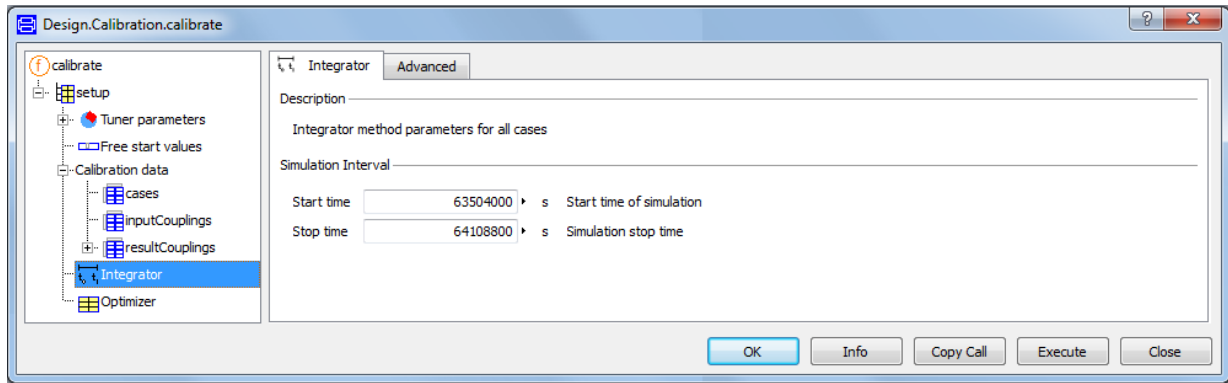 Design.Calibration.calibrate
?
X
f calibrate
setup
Tuner parameters
Free start values
Calibration data
cases
inputCouplings
resultCouplings
Integrator
Optimizer
Integrator Advanced
Description
Integrator method parameters for all cases
Simulation Interval
Start time 63504000 s Start time of simulation
Stop time 64108800 s Simulation stop time
OK Info Copy Call Execute Close